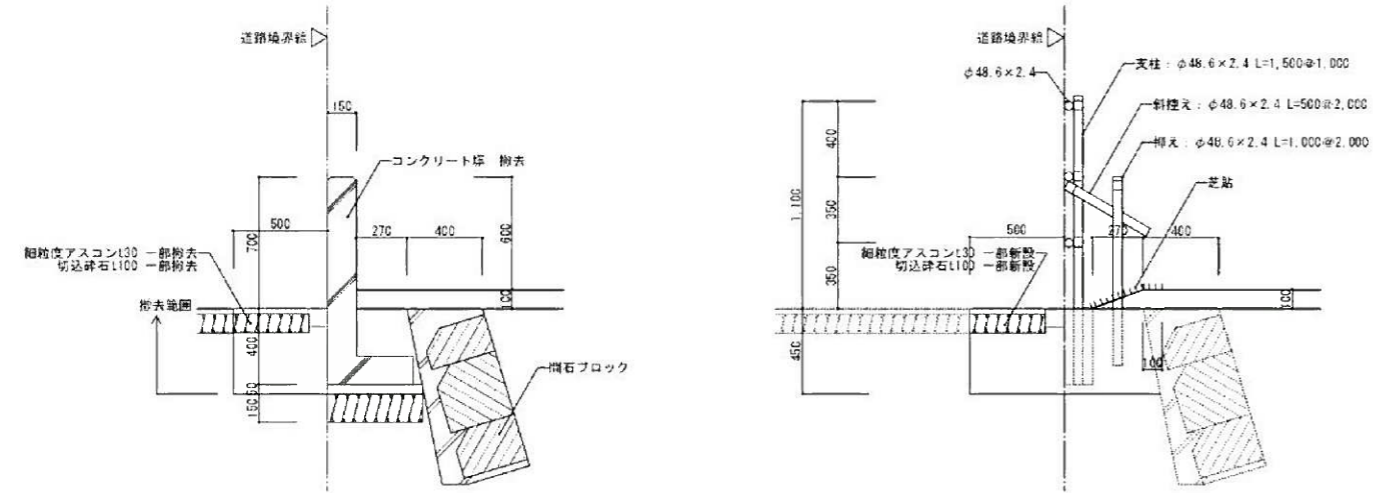 道路境界線
150
コンクリート塀 撤去
500
700
270
400
600
細粒度アスコンt30 一部撤去
切込砕石t100 一部撤去
撤去範囲
100
400
50
150
間石ブロック
道路境界線
φ48.6×2.4
支柱：φ48.6×2.4 L=1,500@1,000
斜控え：φ48.6×2.4 L=500@2,000
抑え：φ48.6×2.4 L=1,000@2,000
芝貼
400
1,100
350
500
270
400
細粒度アスコンt30 一部新設
切込砕石t100 一部新設
350
100
450
100